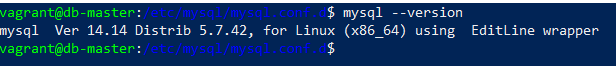 vagrant@db-master:/etc/mysql/mysql.conf.d$ mysql --version
mysql  Ver 14.14 Distrib 5.7.42, for Linux (x86_64) using  EditLine wrapper
vagrant@db-master:/etc/mysql/mysql.conf.d$